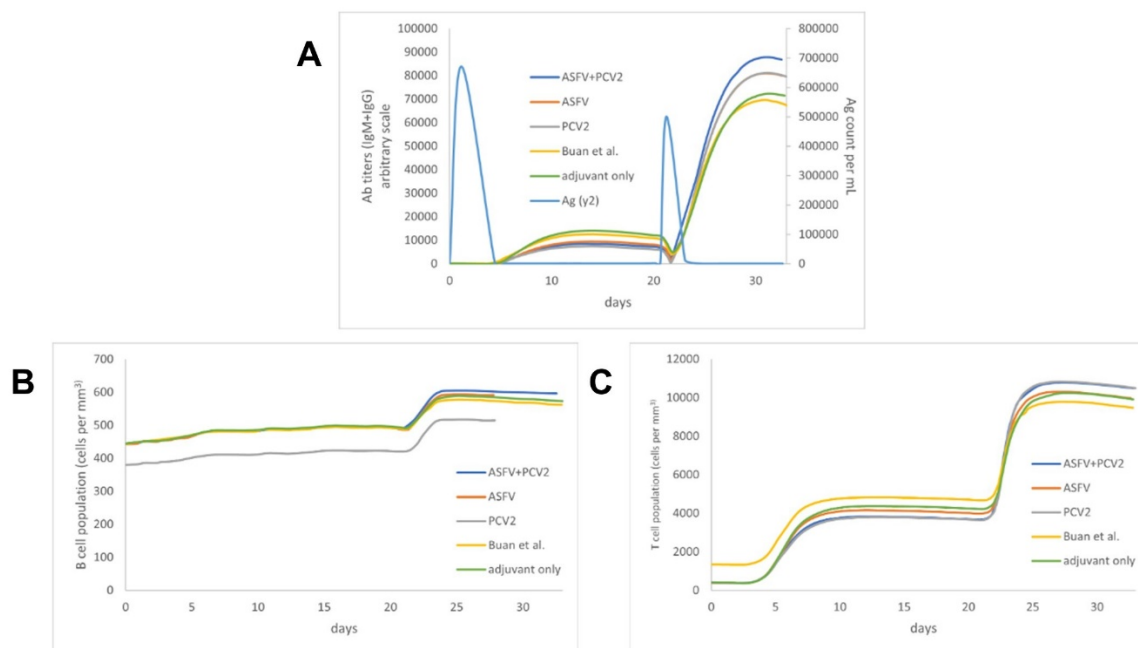 A
Ab titers (IgM+IgG)
arbitrary scale
100000
90000
80000
70000
60000
50000
40000
30000
20000
10000
0
ASFV+PCV2
ASFV
PCV2
Buan et al.
adjuvant only
Ag (y2)
800000
700000
600000
500000
400000
300000
200000
100000
0
Ag count per mL
0 10 20 30
days
B
B cell population (cells per mm³)
700
600
500
400
300
200
100
0
ASFV+PCV2
ASFV
PCV2
Buan et al.
adjuvant only
0 5 10 15 20 25 30
days
C
T cell population (cells per mm³)
12000
10000
8000
6000
4000
2000
0
ASFV+PCV2
ASFV
PCV2
Buan et al.
adjuvant only
0 5 10 15 20 25 30
days